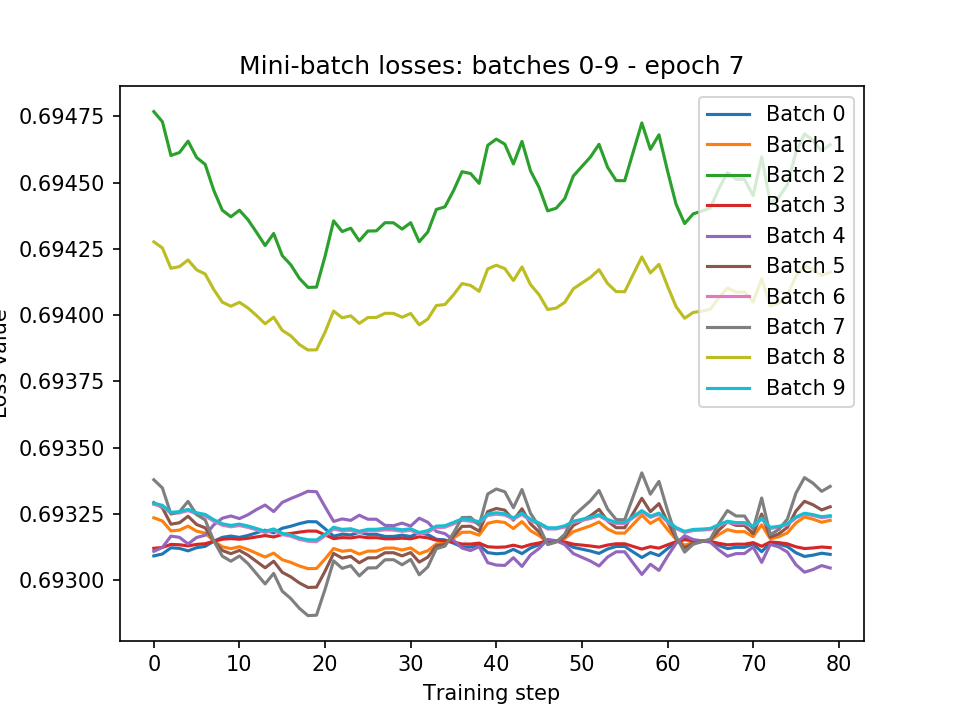 Mini-batch losses: batches 0-9 - epoch 7
0.69475
0.69450
0.69425
0.69400
0.69375
0.69350
0.69325
0.69300
Loss value
0 10 20 30 40 50 60 70 80
Training step
Batch 0
Batch 1
Batch 2
Batch 3
Batch 4
Batch 5
Batch 6
Batch 7
Batch 8
Batch 9